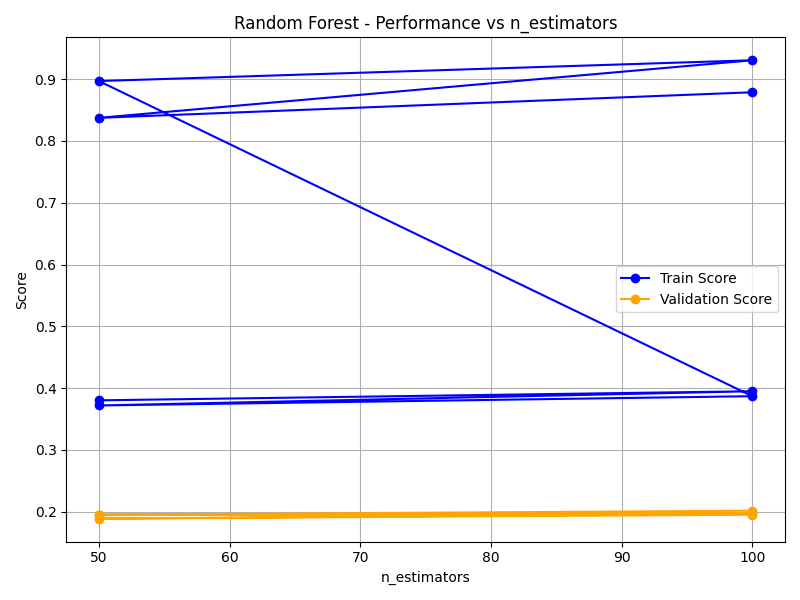 Random Forest - Performance vs n_estimators
Score
0.9
0.8
0.7
0.6
0.5
0.4
0.3
0.2
Train Score
Validation Score
50 60 70 80 90 100
n_estimators